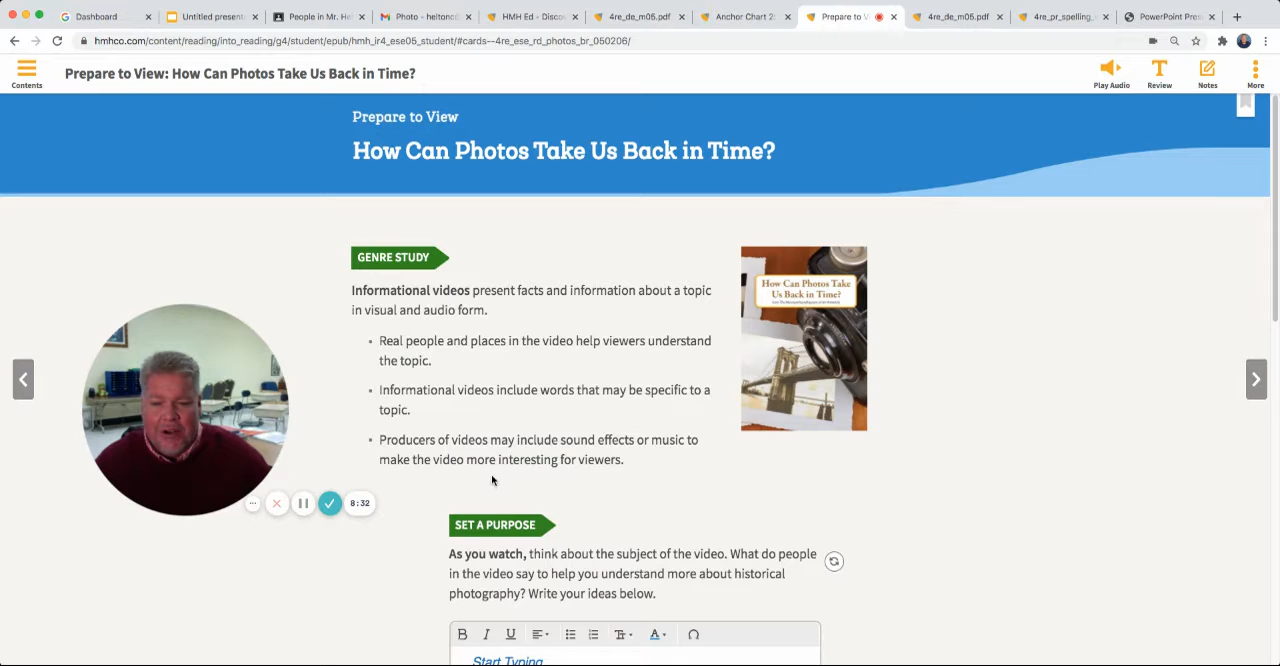 Dashboard
Untitled present
People in Mr. He
Photo - heltonc
HMH Ed - Disco
4re_de_m05.pdf
Anchor Chart 2:
Prepare to V
4re_de_m05.pdf
4re_pr_spelling_
PowerPoint Pres
hmhco.com/content/reading/into_reading/g4/student/epub/hmh_ir4_ese05_student/#cards--4re_ese_rd_photos_br_050206/
Contents
Prepare to View: How Can Photos Take Us Back in Time?
Play Audio
Review
Notes
More
Prepare to View
How Can Photos Take Us Back in Time?
GENRE STUDY
Informational videos present facts and information about a topic
in visual and audio form.
• Real people and places in the video help viewers understand
the topic.
• Informational videos include words that may be specific to a
topic.
• Producers of videos may include sound effects or music to
make the video more interesting for viewers.
How Can Photos Take
Us Back in Time?
8:32
SET A PURPOSE
As you watch, think about the subject of the video. What do people
in the video say to help you understand more about historical
photography? Write your ideas below.
B I U
Start Typing